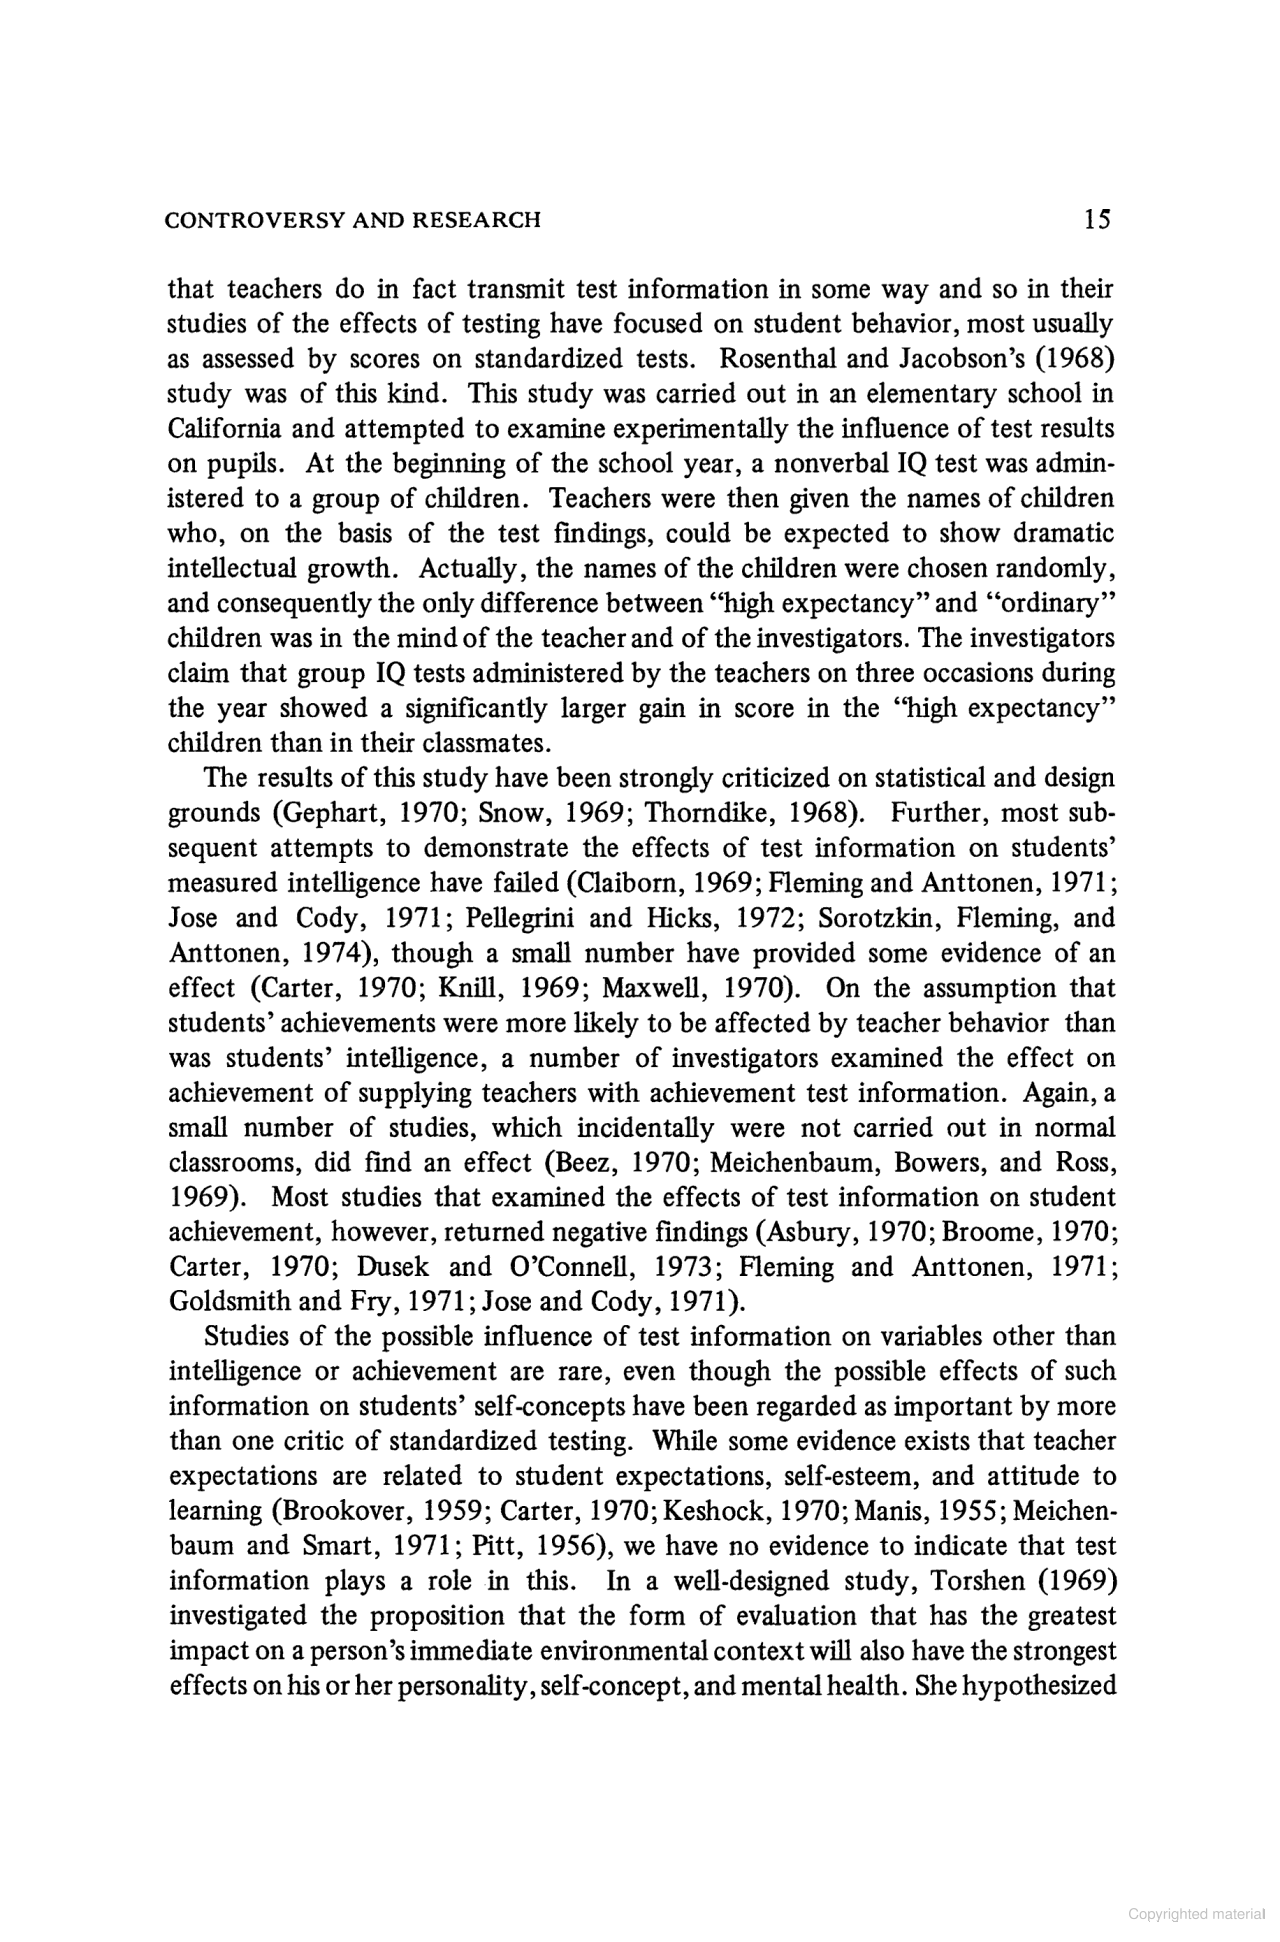 CONTROVERSY AND RESEARCH 15
that teachers do in fact transmit test information in some way and so in their
studies of the effects of testing have focused on student behavior, most usually
as assessed by scores on standardized tests. Rosenthal and Jacobson's (1968)
study was of this kind. This study was carried out in an elementary school in
California and attempted to examine experimentally the influence of test results
on pupils. At the beginning of the school year, a nonverbal IQ test was admin-
istered to a group of children. Teachers were then given the names of children
who, on the basis of the test findings, could be expected to show dramatic
intellectual growth. Actually, the names of the children were chosen randomly,
and consequently the only difference between “high expectancy” and “ordinary”
children was in the mind of the teacher and of the investigators. The investigators
claim that group IQ tests administered by the teachers on three occasions during
the year showed a significantly larger gain in score in the “high expectancy”
children than in their classmates.
The results of this study have been strongly criticized on statistical and design
grounds (Gephart, 1970; Snow, 1969; Thorndike, 1968). Further, most sub-
sequent attempts to demonstrate the effects of test information on students’
measured intelligence have failed (Claiborn, 1969; Fleming and Anttonen, 1971;
Jose and Cody, 1971; Pellegrini and Hicks, 1972; Sorotzkin, Fleming, and
Anttonen, 1974), though a small number have provided some evidence of an
effect (Carter, 1970; Knill, 1969; Maxwell, 1970). On the assumption that
students’ achievements were more likely to be affected by teacher behavior than
was students’ intelligence, a number of investigators examined the effect on
achievement of supplying teachers with achievement test information. Again, a
small number of studies, which incidentally were not carried out in normal
classrooms, did find an effect (Beez, 1970; Meichenbaum, Bowers, and Ross,
1969). Most studies that examined the effects of test information on student
achievement, however, returned negative findings (Asbury, 1970; Broome, 1970;
Carter, 1970; Dusek and O’Connell, 1973; Fleming and Anttonen, 1971;
Goldsmith and Fry, 1971; Jose and Cody, 1971).
Studies of the possible influence of test information on variables other than
intelligence or achievement are rare, even though the possible effects of such
information on students’ self-concepts have been regarded as important by more
than one critic of standardized testing. While some evidence exists that teacher
expectations are related to student expectations, self-esteem, and attitude to
learning (Brookover, 1959; Carter, 1970; Keshock, 1970; Manis, 1955; Meichen-
baum and Smart, 1971; Pitt, 1956), we have no evidence to indicate that test
information plays a role in this. In a well-designed study, Torshen (1969)
investigated the proposition that the form of evaluation that has the greatest
impact on a person’s immediate environmental context will also have the strongest
effects on his or her personality, self-concept, and mental health. She hypothesized
Copyrighted material